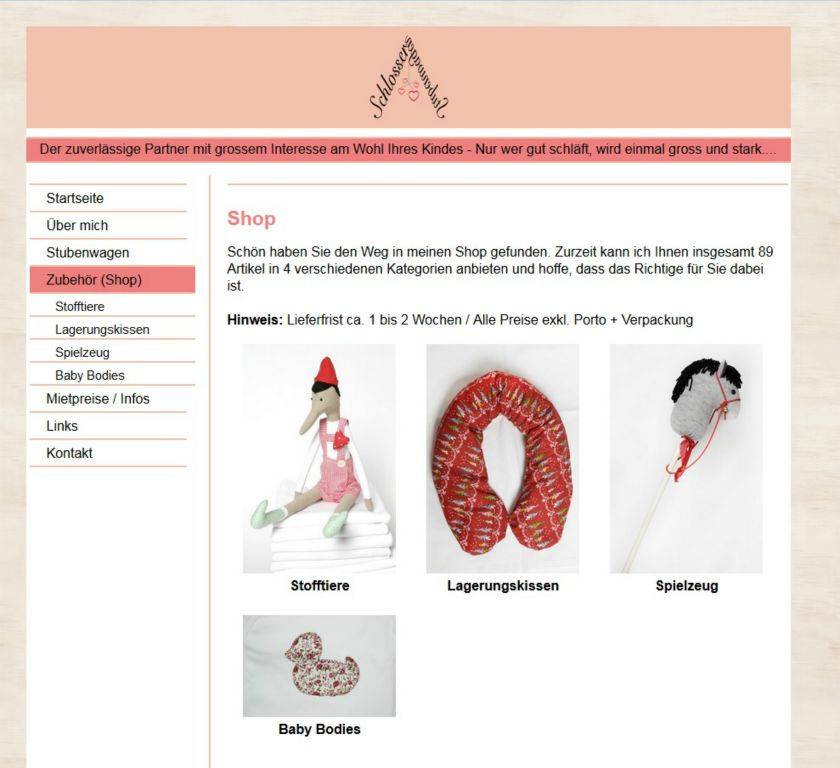 Schlosser
Stubenwagen
Der zuverlässige Partner mit grossem Interesse am Wohl Ihres Kindes - Nur wer gut schläft, wird einmal gross und stark....
Startseite
Über mich
Stubenwagen
Zubehör (Shop)
Stofftiere
Lagerungskissen
Spielzeug
Baby Bodies
Mietpreise / Infos
Links
Kontakt
Shop
Schön haben Sie den Weg in meinen Shop gefunden. Zurzeit kann ich Ihnen insgesamt 89
Artikel in 4 verschiedenen Kategorien anbieten und hoffe, dass das Richtige für Sie dabei
ist.
Hinweis: Lieferfrist ca. 1 bis 2 Wochen / Alle Preise exkl. Porto + Verpackung
Stofftiere
Lagerungskissen
Spielzeug
Baby Bodies